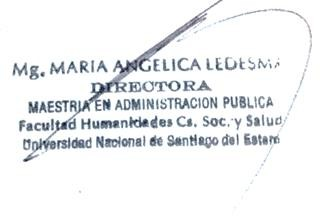 Mg. MARIA ANGELICA LEDESMA
DIRECTORA
MAESTRIA EN ADMINISTRACION PUBLICA
Facultad Humanidades Cs. Soc. y Salud
Universidad Nacional de Santiago del Estero